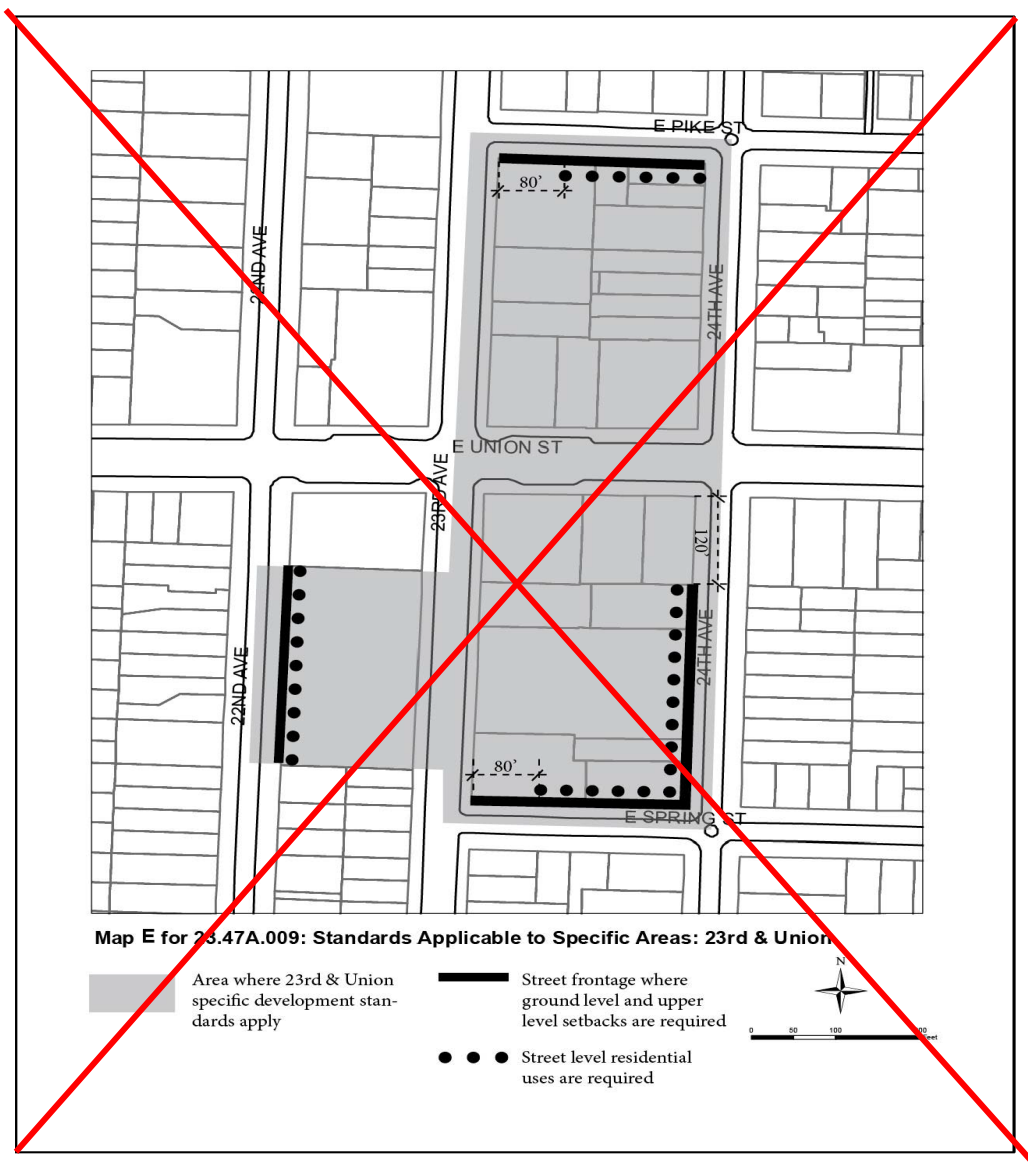 E PIKE ST
80’
22ND AVE
24TH AVE
E UNION ST
23RD AVE
120’
24TH AVE
22ND AVE
80’
E SPRING ST
Map E for 23.47A.009: Standards Applicable to Specific Areas: 23rd & Union
Area where 23rd & Union
specific development stan-
dards apply
Street frontage where
ground level and upper
level setbacks are required
Street level residential
uses are required
N
0 50 100 200
Feet